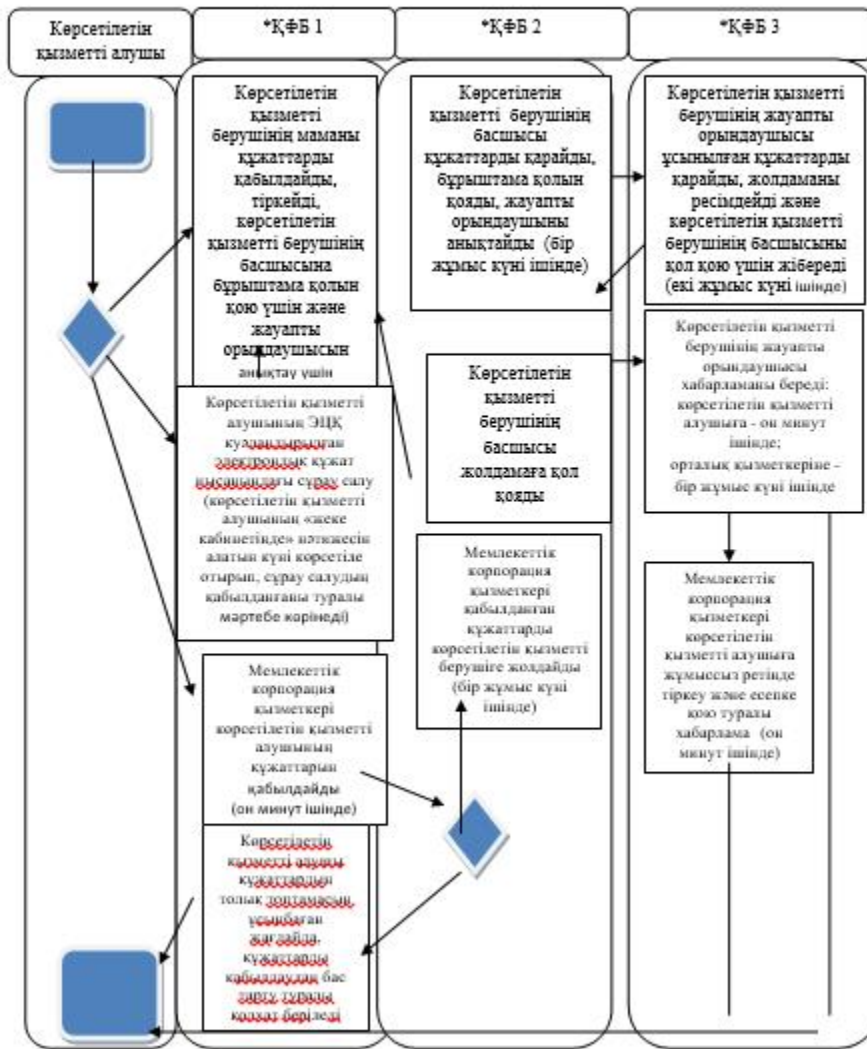 Көрсетілетін
қызметті алушы
*ҚФБ 1
*ҚФБ 2
*ҚФБ 3
Көрсетілетін
қызметті
берушінің маманы
құжаттарды
қабылдайды,
тіркейді,
көрсетілетін
қызметті берушінің
басшысына
бұрыштама қолын
қою үшін және
жауапты
орындаушысын
анықтау үшін
Көрсетілетін қызметті
алушының ЭЦҚ
куәландырылған
электрондық құжат
нысанындағы сұрау салу
(көрсетілетін қызметті
алушының «жеке
кабинетінде» нәтижесін
алатын күні көрсетіле
отырып, сұрау салудың
қабылданғаны туралы
мәртебе көрінеді)
Мемлекеттік
корпорация
қызметкері
көрсетілетін қызметті
алушының
құжаттарын
қабылдайды
(он минут ішінде)
Көрсетілетін
қызметті алушы
құжаттардың
толық топтамасын
ұсынбаған
жағдайда,
құжаттарды
қабылдаудан бас
тарту туралы
қолхат беріледі
Көрсетілетін
қызметті берушінің
басшысы
құжаттарды қарайды,
бұрыштама қолын
қояды, жауапты
орындаушыны
анықтайды (бір
жұмыс күні ішінде)
Көрсетілетін
қызметті
берушінің
басшысы
жолдамаға қол
қояды
Мемлекеттік
корпорация
қызметкері
қабылданған
құжаттарды
көрсетілетін қызметті
берушіге жолдайды
(бір жұмыс күні
ішінде)
Көрсетілетін қызметті
берушінің жауапты
орындаушысы
ұсынылған құжаттарды
қарайды, жолдаманы
ресімдейді және
көрсетілетін қызметті
берушінің басшысыны
қол қою үшін жібереді
(екі жұмыс күні ішінде)
Көрсетілетін қызметті
берушінің жауапты
орындаушысы
хабарламаны береді:
көрсетілетін қызметті
алушыға - он минут
ішінде;
орталық қызметкеріне -
бір жұмыс күні ішінде
Мемлекеттік
корпорация
қызметкері
көрсетілетін
қызметті алушыға
жұмыссыз ретінде
тіркеу және есепке
қою туралы
хабарлама (он
минут ішінде)